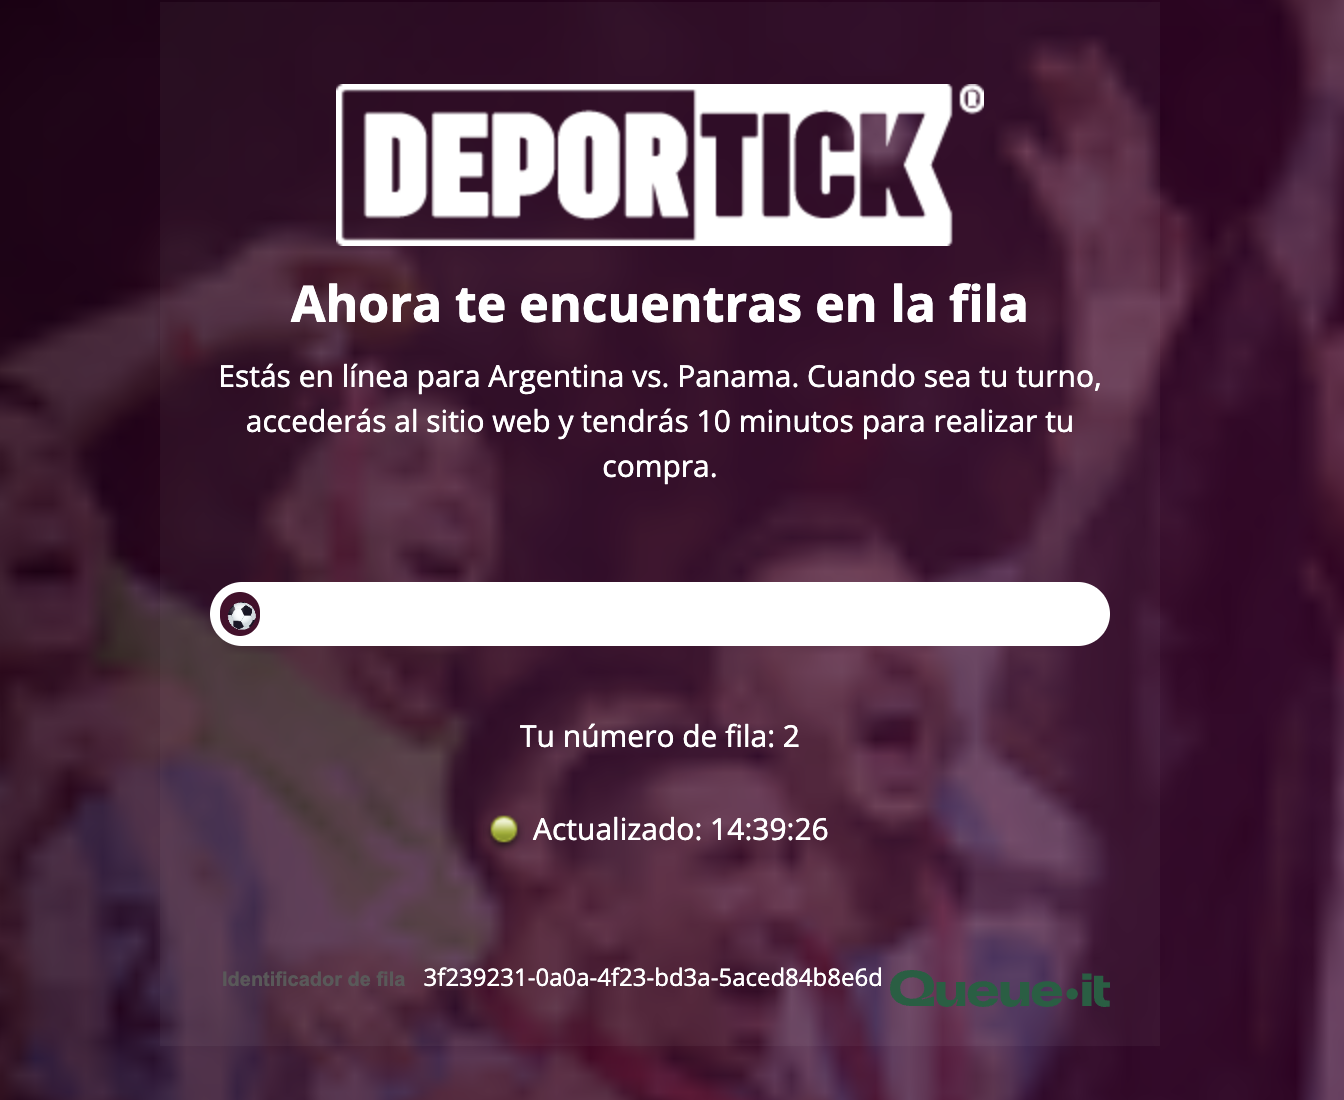 DEPORTICK®
Ahora te encuentras en la fila
Estás en línea para Argentina vs. Panama. Cuando sea tu turno,
accederás al sitio web y tendrás 10 minutos para realizar tu
compra.
Tu número de fila: 2
Actualizado: 14:39:26
Identificador de fila 3f239231-0a0a-4f23-bd3a-5aced84b8e6d Queue-it